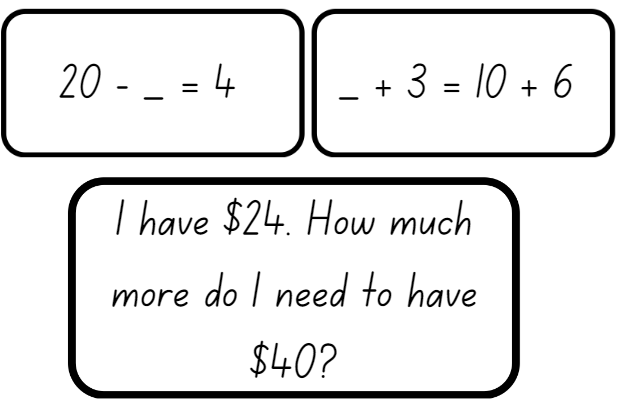 20 - _ = 4
_ + 3 = 10 + 6
I have $24. How much
more do I need to have
$40?